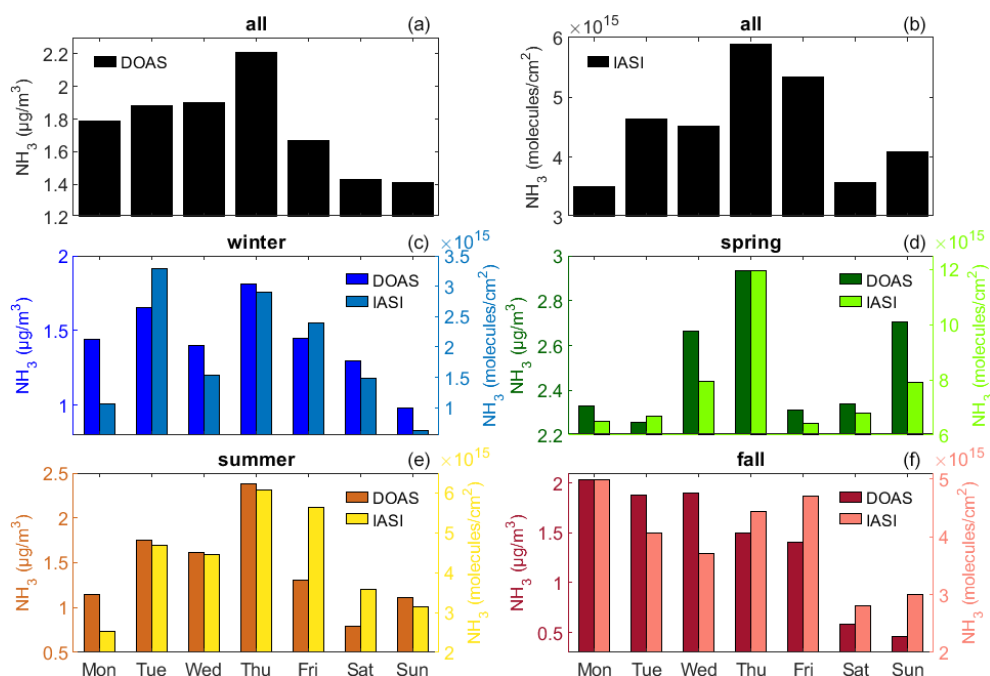 all
(a)
DOAS
NH3 (µg/m3)
2.2
2
1.8
1.6
1.4
1.2
all
(b)
×10^15
IASI
NH3 (molecules/cm2)
6
5
4
3
winter
(c)
×10^15
DOAS
IASI
NH3 (µg/m3)
2
1.5
1
NH3 (molecules/cm2)
3.5
3
2.5
2
1.5
1
spring
(d)
×10^15
DOAS
IASI
NH3 (µg/m3)
3
2.8
2.6
2.4
2.2
NH3 (molecules/cm2)
12
10
8
6
summer
(e)
×10^15
DOAS
IASI
NH3 (µg/m3)
2.5
2
1.5
1
0.5
NH3 (molecules/cm2)
6
5
4
3
2
Mon Tue Wed Thu Fri Sat Sun
fall
(f)
×10^15
DOAS
IASI
NH3 (µg/m3)
2
1.5
1
0.5
NH3 (molecules/cm2)
5
4
3
2
Mon Tue Wed Thu Fri Sat Sun